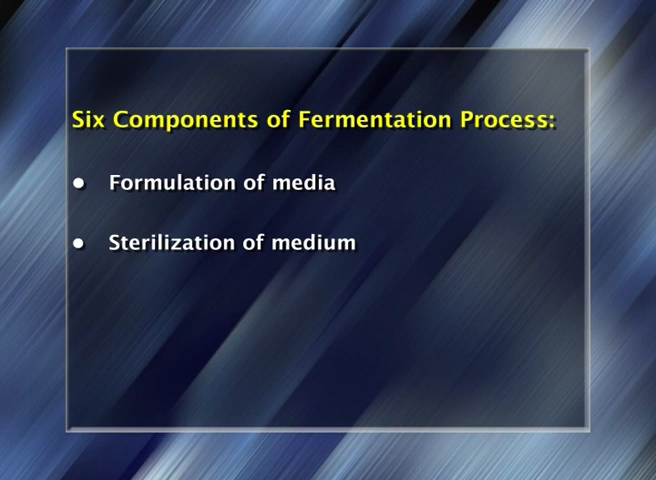 Six Components of Fermentation Process:
● Formulation of media
● Sterilization of medium